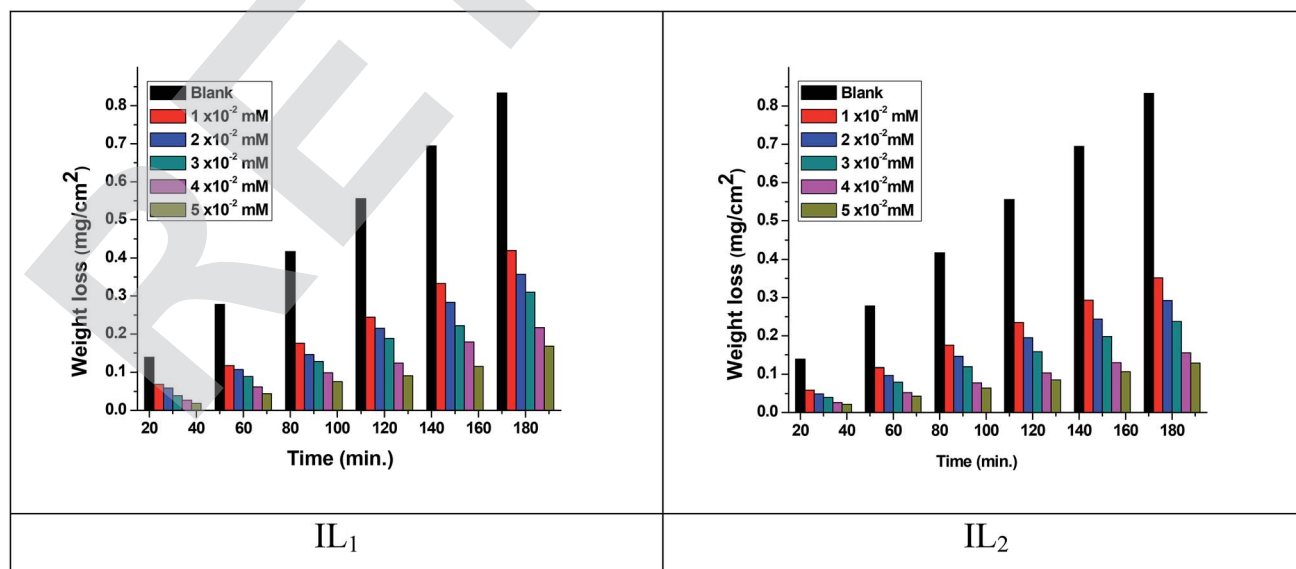 Blank
1 x10⁻² mM
2 x10⁻² mM
3 x10⁻² mM
4 x10⁻² mM
5 x10⁻² mM
0.8
0.7
0.6
0.5
0.4
0.3
0.2
0.1
0.0
Weight loss (mg/cm²)
20 40 60 80 100 120 140 160 180
Time (min.)
IL₁
Blank
1 x10⁻² mM
2 x10⁻² mM
3 x10⁻²mM
4 x10⁻² mM
5 x10⁻²mM
0.8
0.7
0.6
0.5
0.4
0.3
0.2
0.1
0.0
Weight loss (mg/cm²)
20 40 60 80 100 120 140 160 180
Time (min.)
IL₂